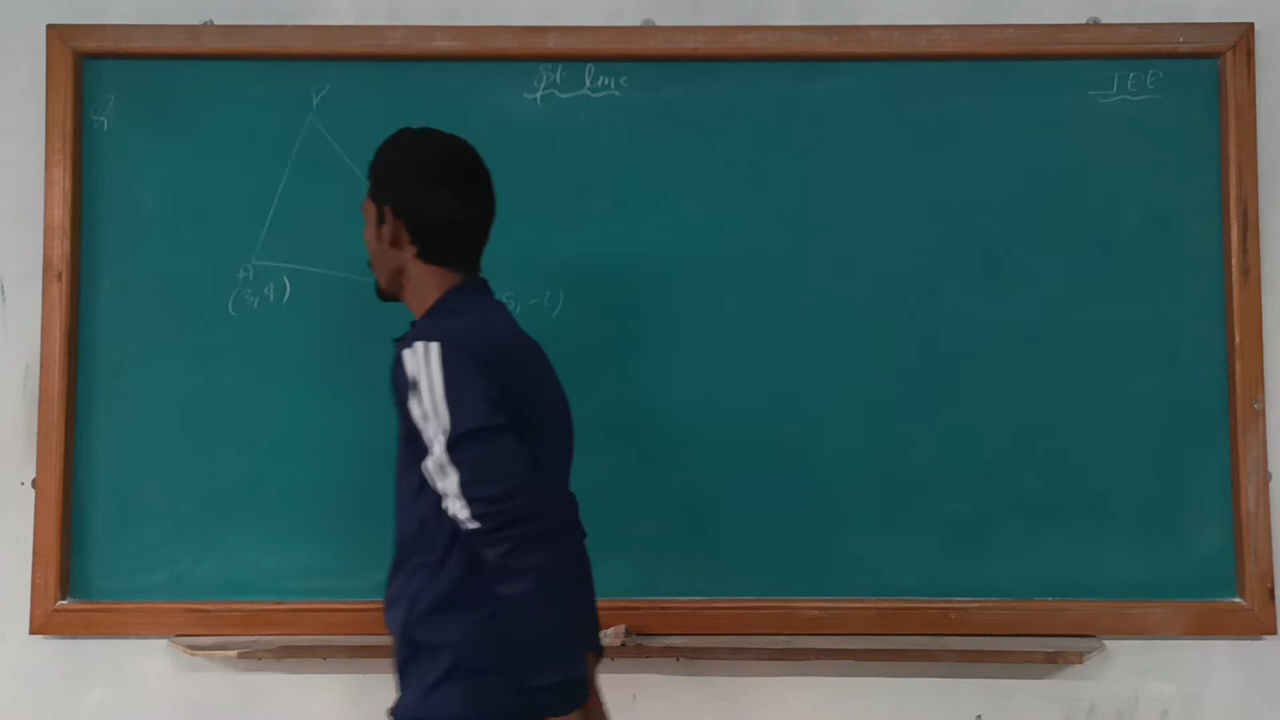 St. line
JEE
Q
P
A
(3, 4)
5, -2)